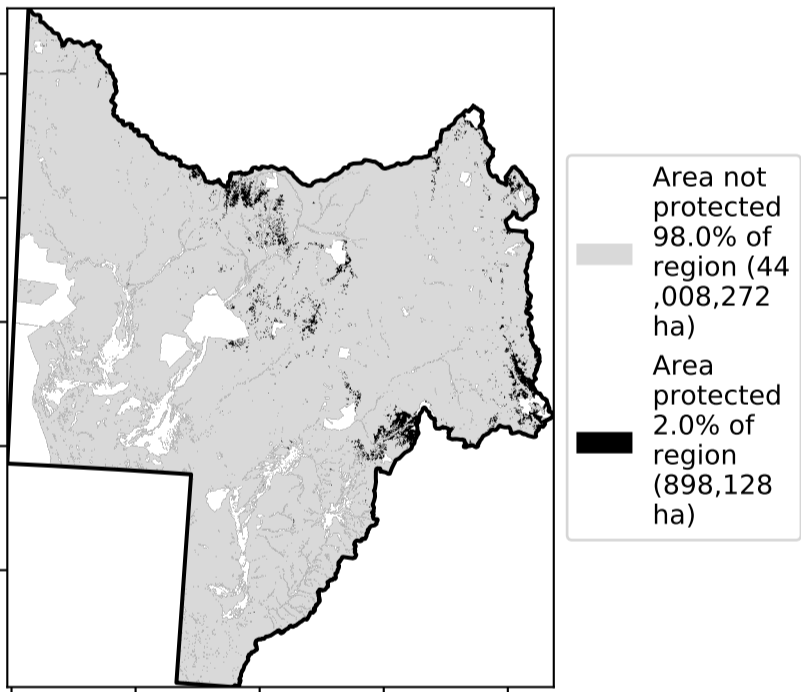 Area not
protected
98.0% of
region (44
,008,272
ha)
Area
protected
2.0% of
region
(898,128
ha)